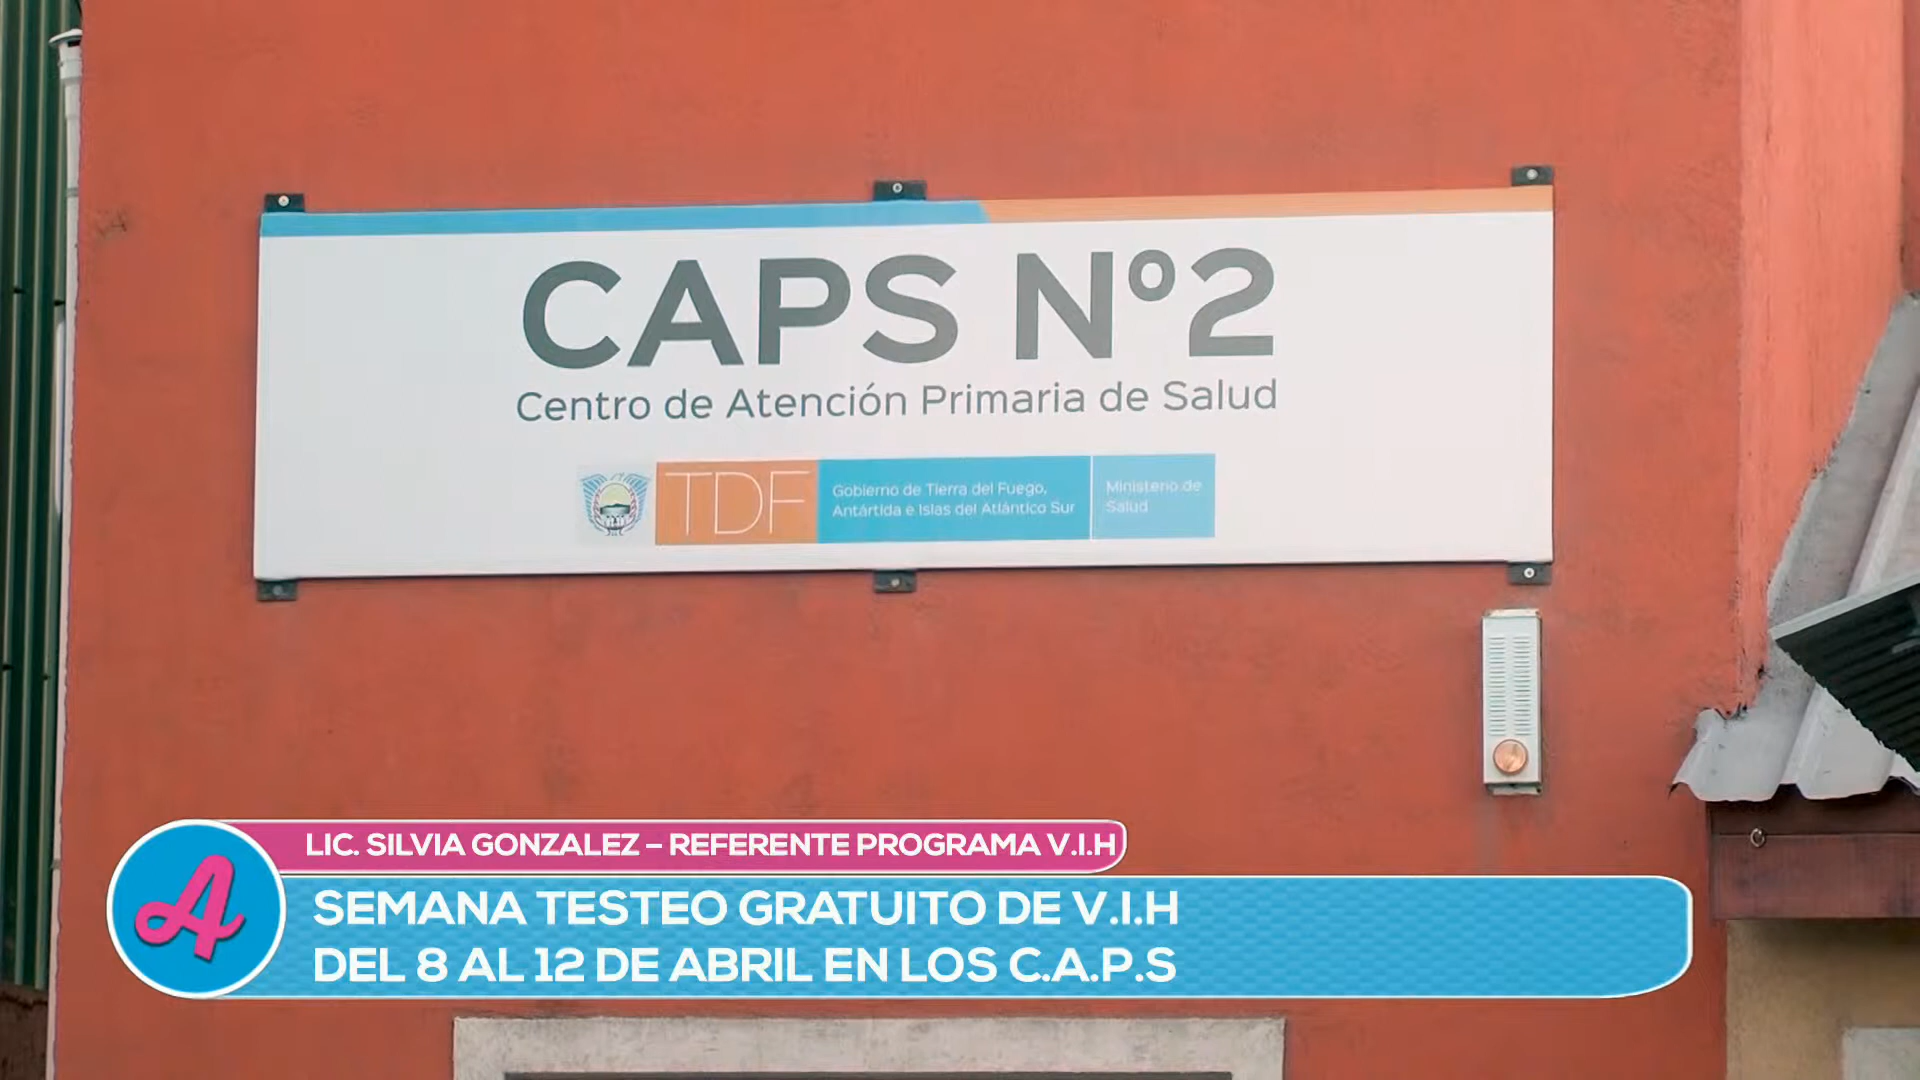 CAPS Nº2
Centro de Atención Primaria de Salud
TDF
Gobierno de Tierra del Fuego,
Antártida e Islas del Atlántico Sur
Ministerio de
Salud
LIC. SILVIA GONZALEZ – REFERENTE PROGRAMA V.I.H
A
SEMANA TESTEO GRATUITO DE V.I.H
DEL 8 AL 12 DE ABRIL EN LOS C.A.P.S